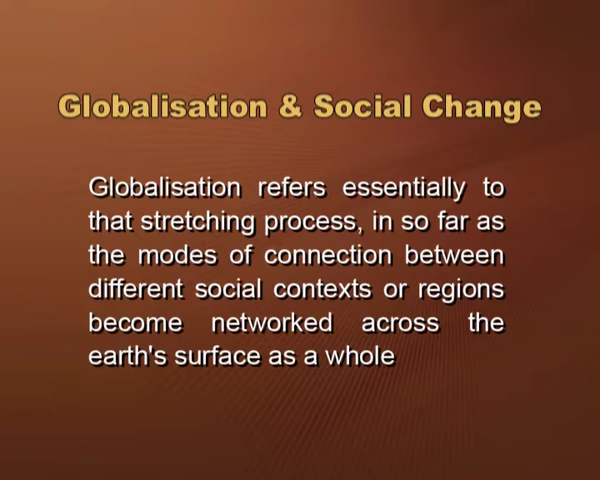 Globalisation & Social Change
Globalisation refers essentially to
that stretching process, in so far as
the modes of connection between
different social contexts or regions
become networked across the
earth's surface as a whole